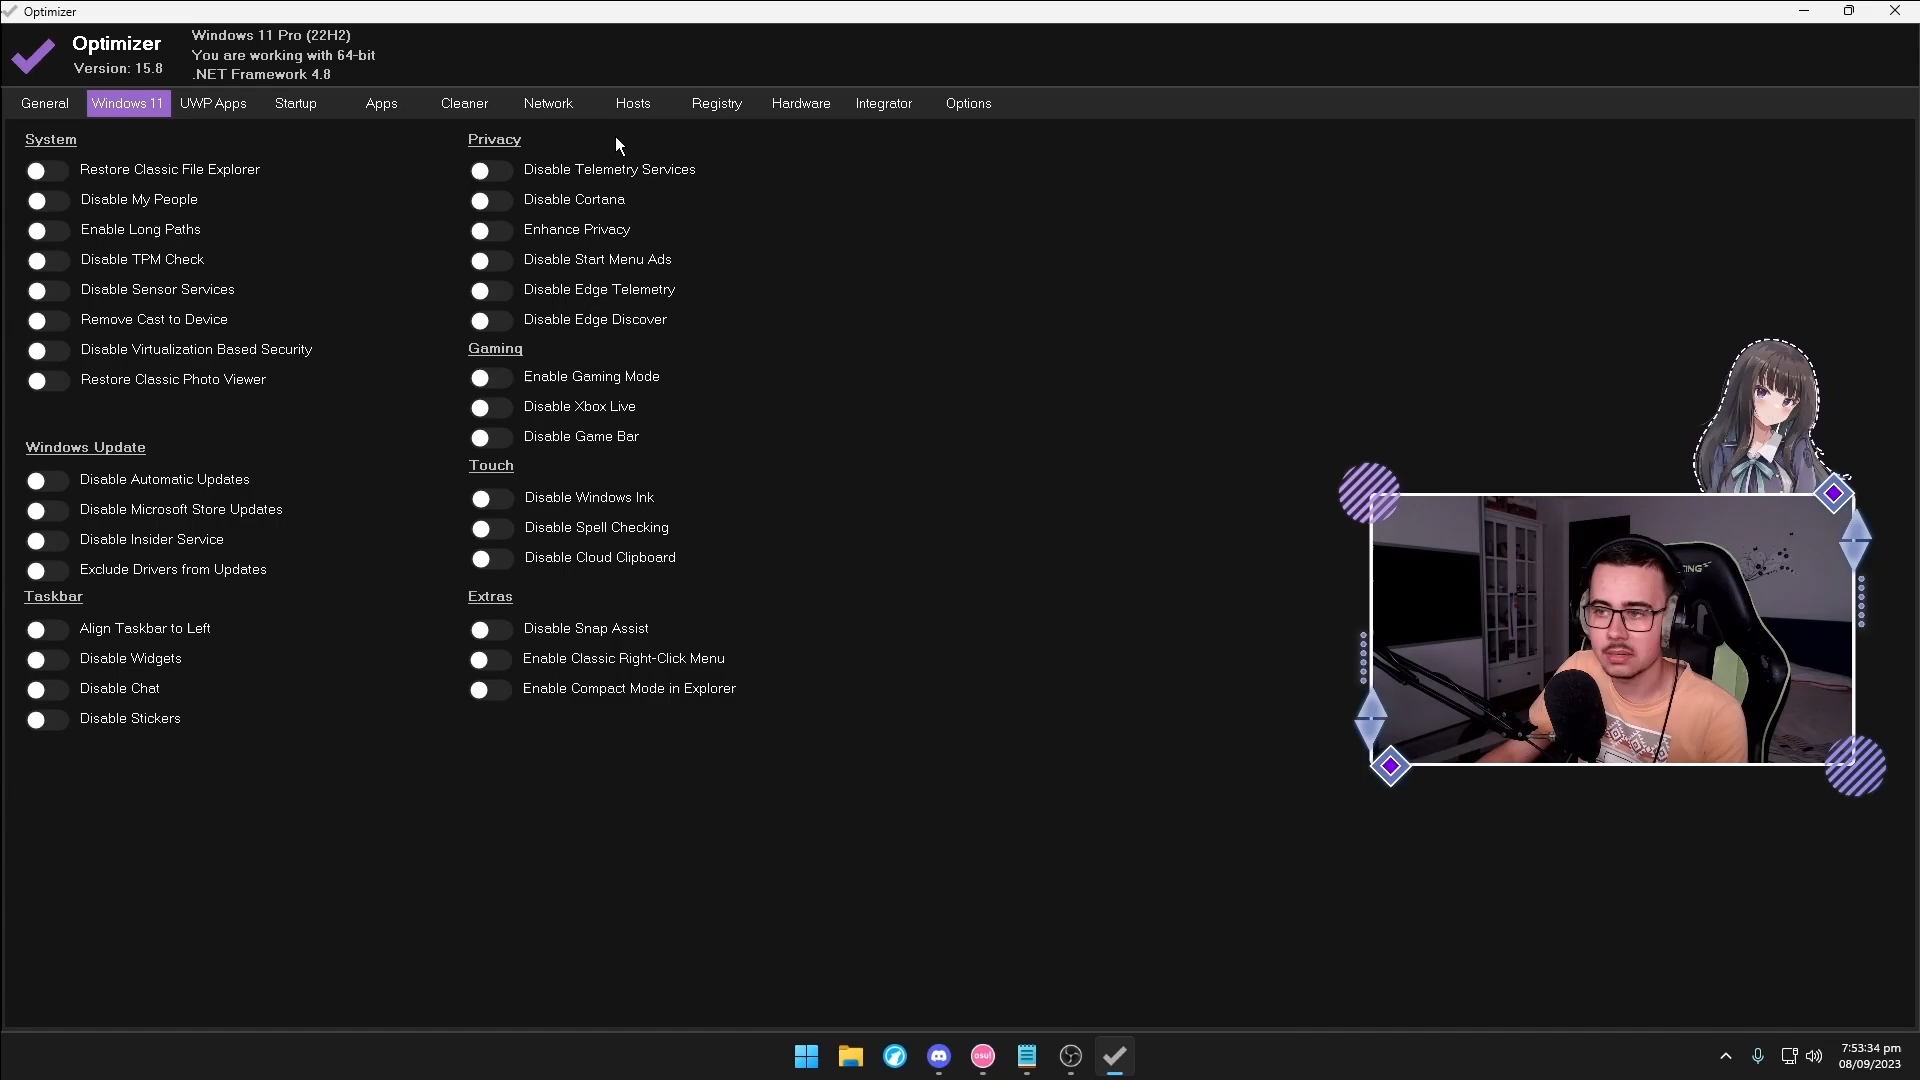 Optimizer
Optimizer
Version: 15.8
Windows 11 Pro (22H2)
You are working with 64-bit
.NET Framework 4.8
General
Windows 11
UWP Apps
Startup
Apps
Cleaner
Network
Hosts
Registry
Hardware
Integrator
Options
System
Restore Classic File Explorer
Disable My People
Enable Long Paths
Disable TPM Check
Disable Sensor Services
Remove Cast to Device
Disable Virtualization Based Security
Restore Classic Photo Viewer
Windows Update
Disable Automatic Updates
Disable Microsoft Store Updates
Disable Insider Service
Exclude Drivers from Updates
Taskbar
Align Taskbar to Left
Disable Widgets
Disable Chat
Disable Stickers
Privacy
Disable Telemetry Services
Disable Cortana
Enhance Privacy
Disable Start Menu Ads
Disable Edge Telemetry
Disable Edge Discover
Gaming
Enable Gaming Mode
Disable Xbox Live
Disable Game Bar
Touch
Disable Windows Ink
Disable Spell Checking
Disable Cloud Clipboard
Extras
Disable Snap Assist
Enable Classic Right-Click Menu
Enable Compact Mode in Explorer
osu!
7:53:34 pm
08/09/2023